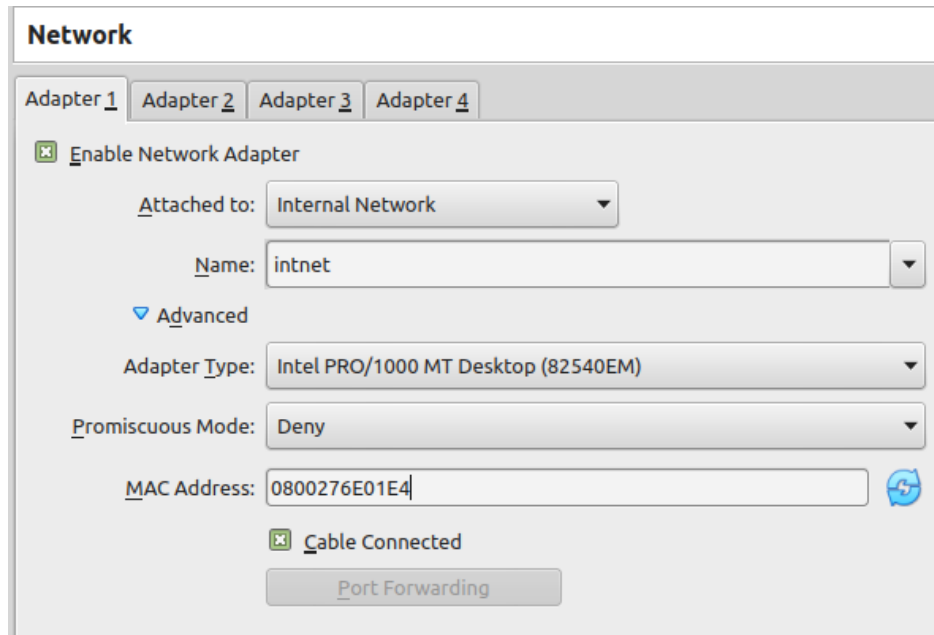 Network
Adapter 1 Adapter 2 Adapter 3 Adapter 4
Enable Network Adapter
Attached to: Internal Network
Name: intnet
Advanced
Adapter Type: Intel PRO/1000 MT Desktop (82540EM)
Promiscuous Mode: Deny
MAC Address: 0800276E01E4
Cable Connected
Port Forwarding